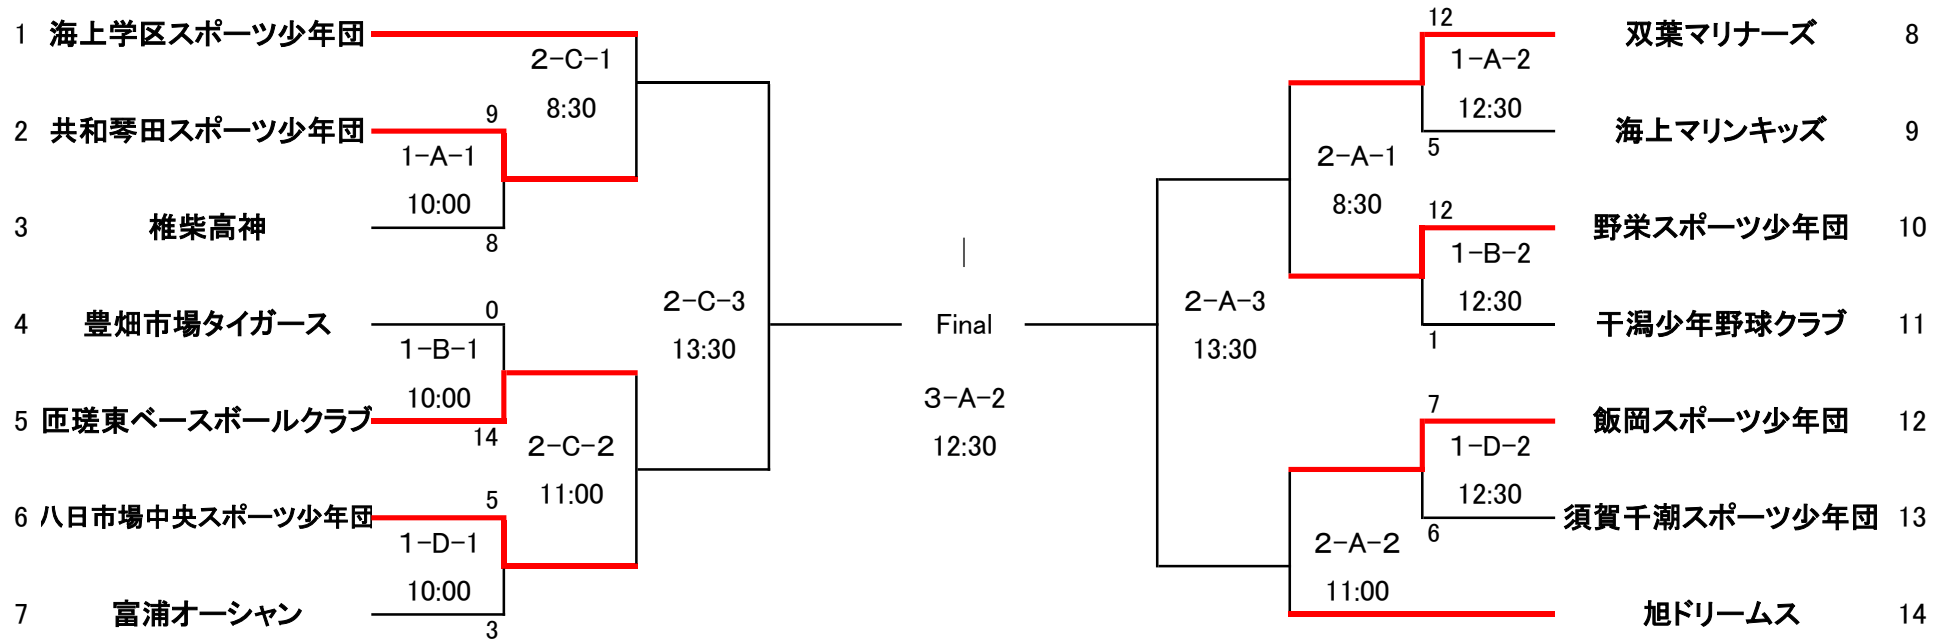 1 海上学区スポーツ少年団
2-C-1
8:30
2 共和琴田スポーツ少年団
9
1-A-1
10:00
3 椎柴高神
8
4 豊畑市場タイガース
0
1-B-1
10:00
5 匝瑳東ベースボールクラブ
14
2-C-2
11:00
6 八日市場中央スポーツ少年団
5
1-D-1
10:00
7 富浦オーシャン
3
2-C-3
13:30
Final
3-A-2
12:30
2-A-3
13:30
12
双葉マリナーズ 8
1-A-2
12:30
海上マリンキッズ 9
5
2-A-1
8:30
12
野栄スポーツ少年団 10
1-B-2
12:30
干潟少年野球クラブ 11
1
7
飯岡スポーツ少年団 12
1-D-2
12:30
須賀千潮スポーツ少年団 13
6
2-A-2
11:00
旭ドリームス 14